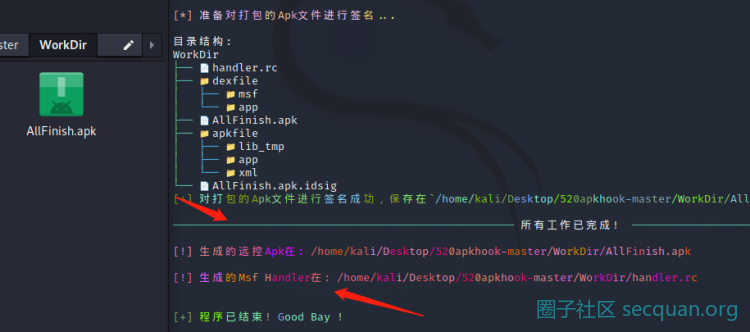 [*] 准备对打包的Apk文件进行签名...
ster WorkDir
目录结构:
WorkDir
├── handler.rc
├── dexfile
│ ├── msf
│ └── app
AllFinish.apk
├── AllFinish.apk
├── apkfile
│ ├── lib_tmp
│ ├── app
│ └── xml
└── AllFinish.apk.idsig
[+] 对打包的Apk文件进行签名成功,保存在`/home/kali/Desktop/520apkhook-master/WorkDir/All
所有工作已完成!
[!] 生成的远控Apk在: /home/kali/Desktop/520apkhook-master/WorkDir/AllFinish.apk
[!] 生成的Msf Handler在: /home/kali/Desktop/520apkhook-master/WorkDir/handler.rc
[+] 程序已结束! Good Bay !
圈子社区 secquan.org